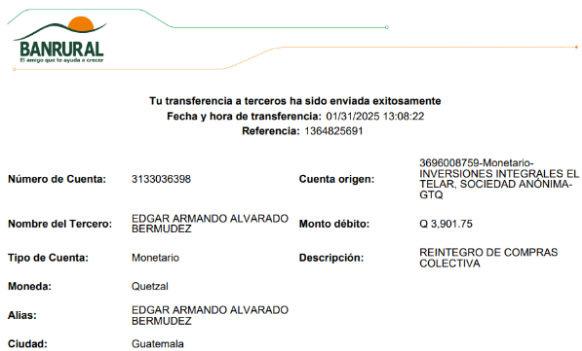 BANRURAL
El amigo que te ayuda a crecer
Tu transferencia a terceros ha sido enviada exitosamente
Fecha y hora de transferencia: 01/31/2025 13:08:22
Referencia: 1364825691
Número de Cuenta: 3133036398
Cuenta origen: 3696008759-Monetario-
INVERSIONES INTEGRALES EL
TELAR, SOCIEDAD ANÓNIMA-
GTQ
Nombre del Tercero: EDGAR ARMANDO ALVARADO
BERMUDEZ
Monto débito: Q 3,901.75
Tipo de Cuenta: Monetario
Descripción: REINTEGRO DE COMPRAS
COLECTIVA
Moneda: Quetzal
Alias: EDGAR ARMANDO ALVARADO
BERMUDEZ
Ciudad: Guatemala